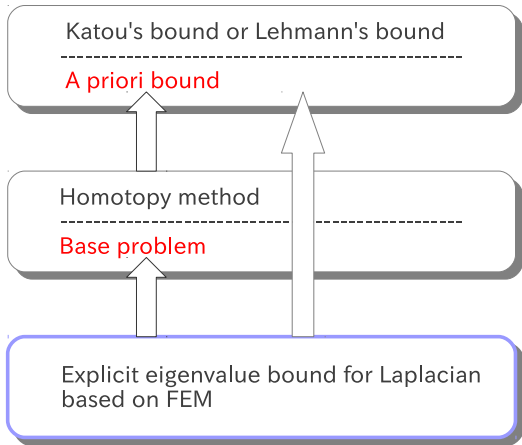 Katou's bound or Lehmann's bound
A priori bound
Homotopy method
Base problem
Explicit eigenvalue bound for Laplacian
based on FEM